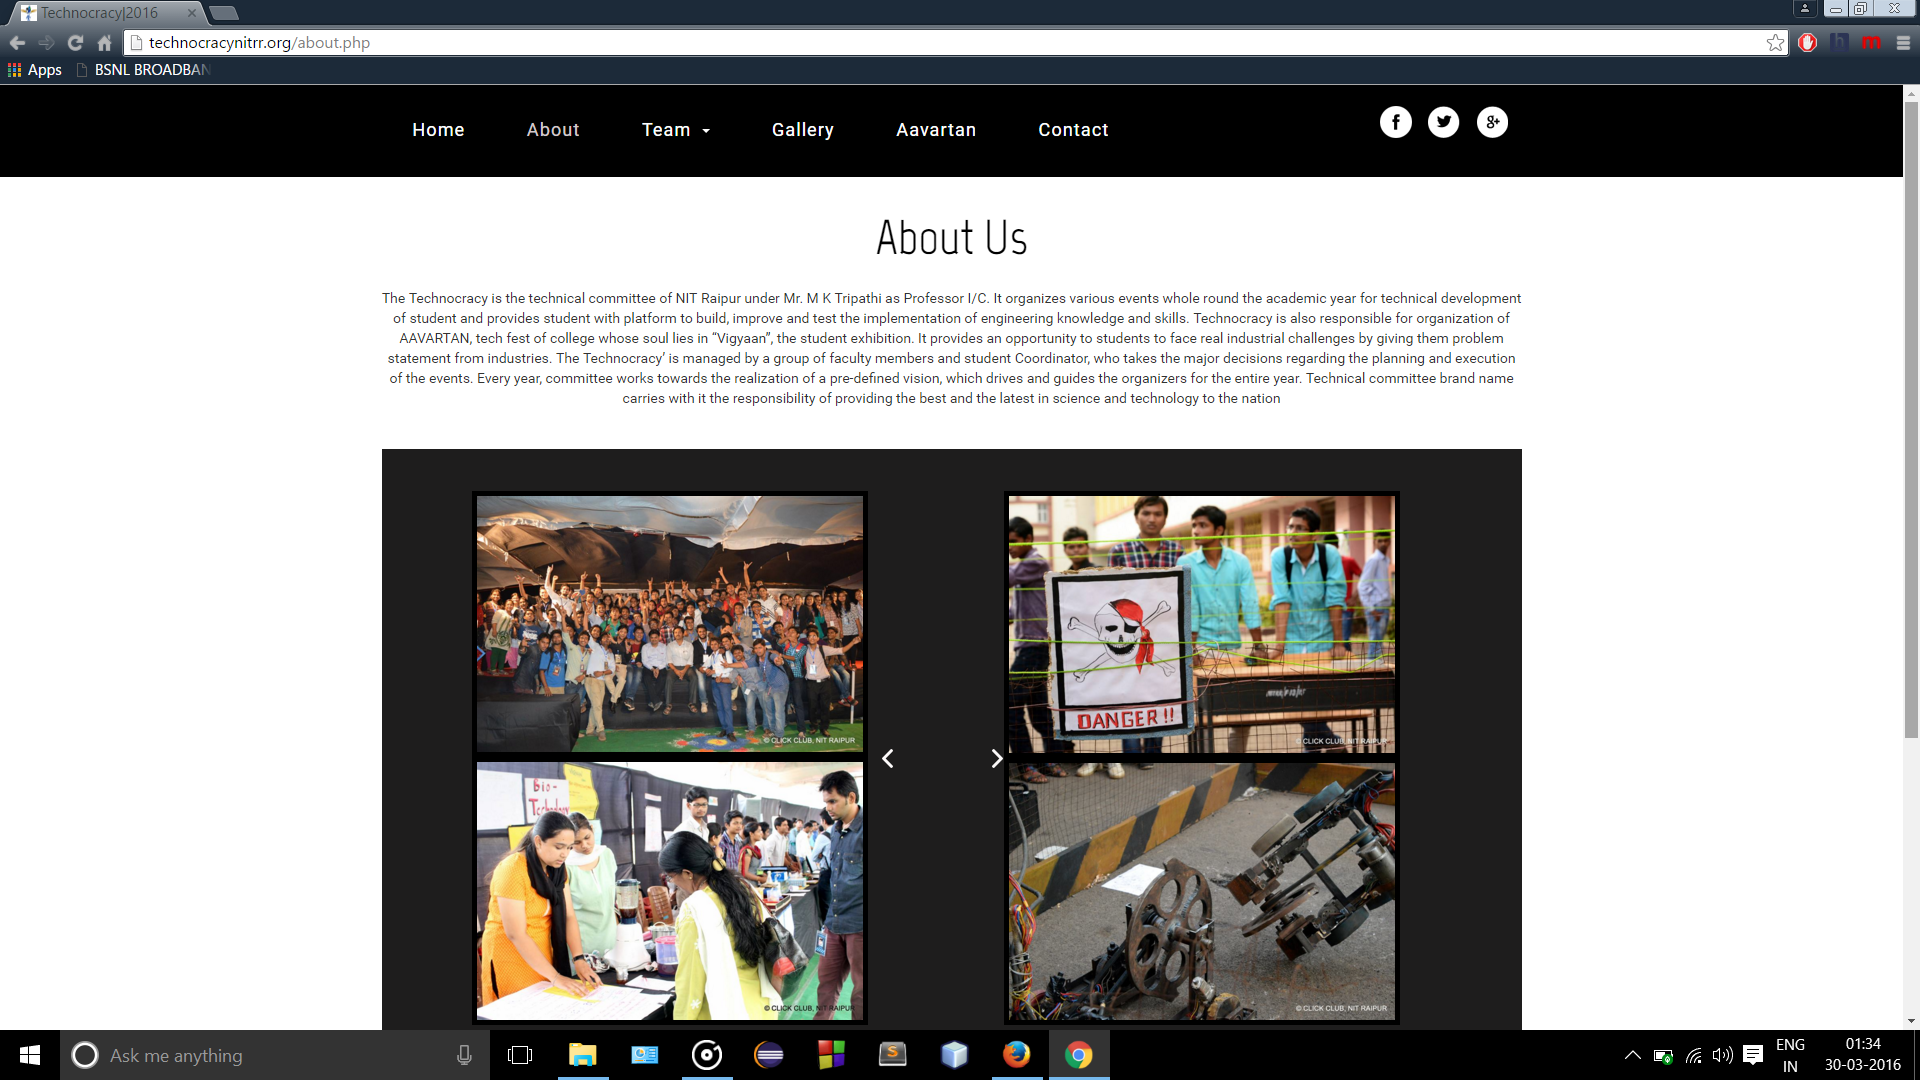 Technocracy|2016
technocracynitrr.org/about.php
Apps
BSNL BROADBAN
Home About Team Gallery Aavartan Contact
About Us
The Technocracy is the technical committee of NIT Raipur under Mr. M K Tripathi as Professor I/C. It organizes various events whole round the academic year for technical development
of student and provides student with platform to build, improve and test the implementation of engineering knowledge and skills. Technocracy is also responsible for organization of
AAVARTAN, tech fest of college whose soul lies in “Vigyaan”, the student exhibition. It provides an opportunity to students to face real industrial challenges by giving them problem
statement from industries. The Technocracy’ is managed by a group of faculty members and student Coordinator, who takes the major decisions regarding the planning and execution
of the events. Every year, committee works towards the realization of a pre-defined vision, which drives and guides the organizers for the entire year. Technical committee brand name
carries with it the responsibility of providing the best and the latest in science and technology to the nation
© CLICK CLUB, NIT RAIPUR
DANGER !!
© CLICK CLUB, NIT RAIPUR
Bio-
Technology
© CLICK CLUB, NIT RAIPUR
© CLICK CLUB, NIT RAIPUR
Ask me anything
ENG
IN
01:34
30-03-2016